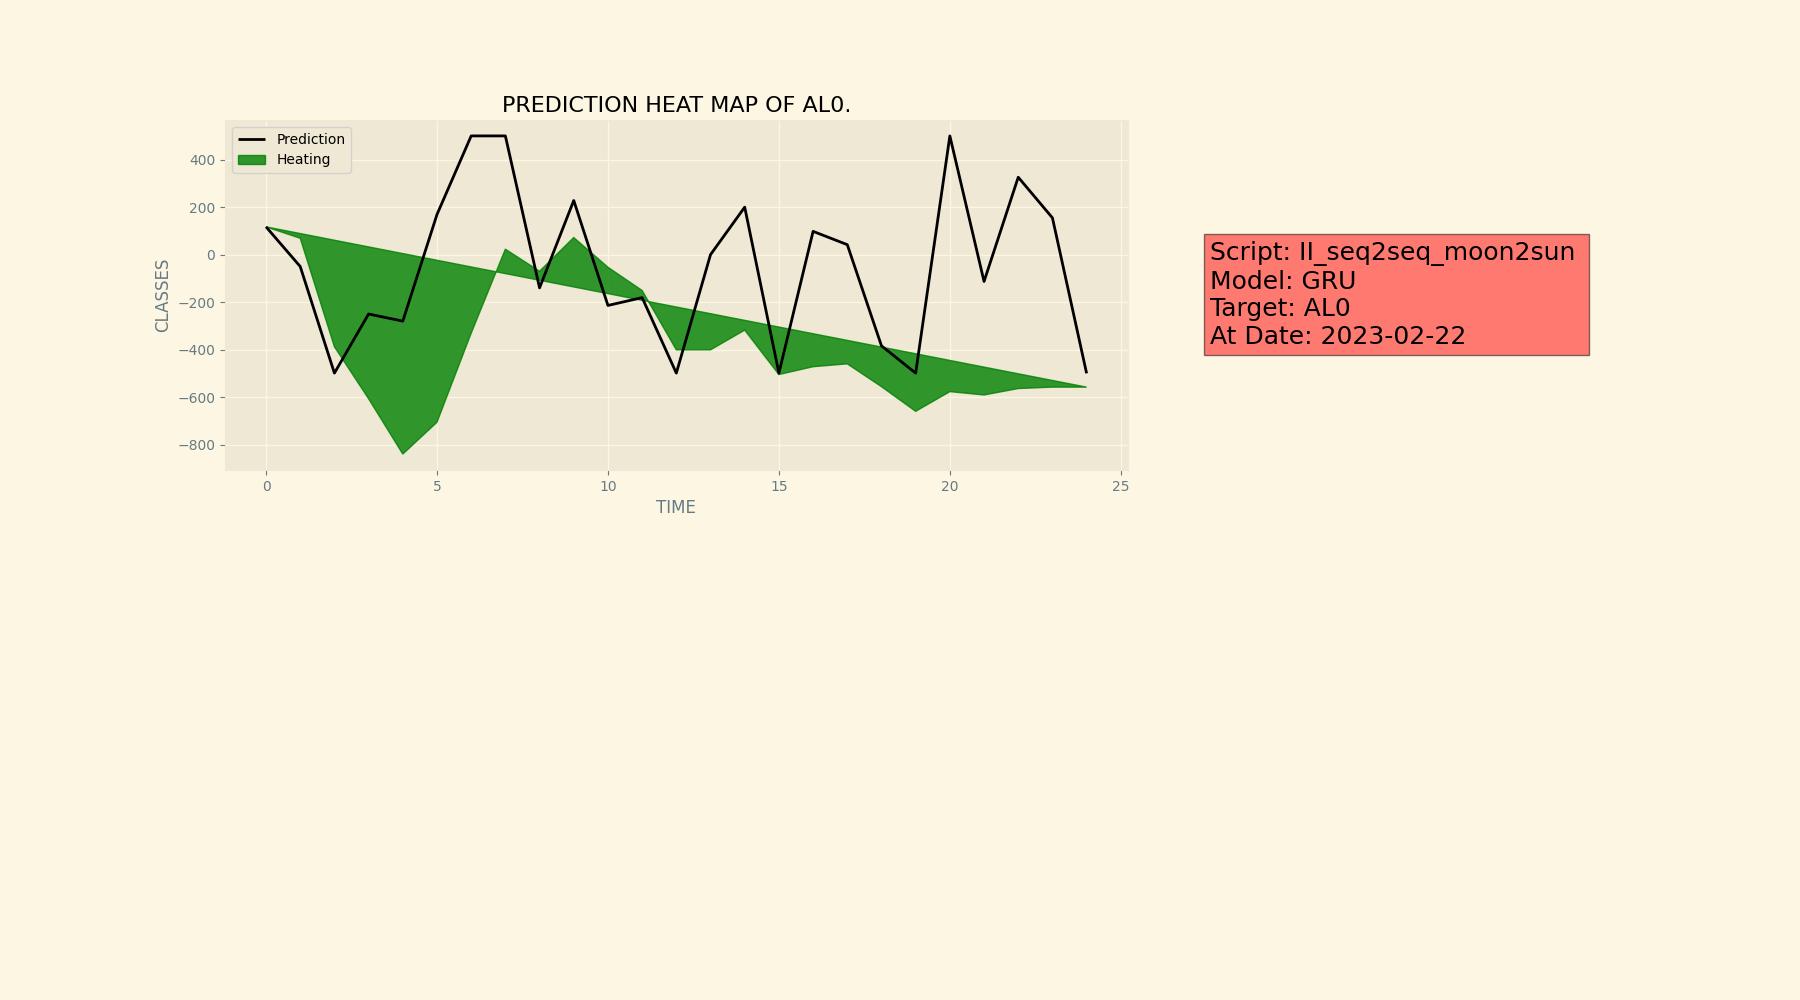 PREDICTION HEAT MAP OF AL0.
Prediction
Heating
400
200
0
−200
−400
−600
−800
CLASSES
0 5 10 15 20 25
TIME
Script: II_seq2seq_moon2sun
Model: GRU
Target: AL0
At Date: 2023-02-22